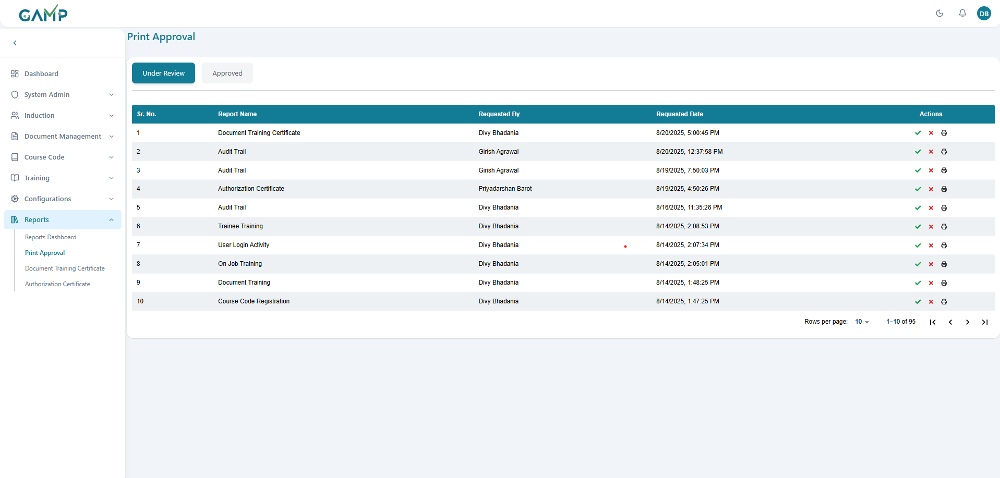 GAMP
DB
Print Approval
Dashboard
System Admin
Induction
Document Management
Course Code
Training
Configurations
Reports
Reports Dashboard
Print Approval
Document Training Certificate
Authorization Certificate
Under Review Approved
Sr. No. Report Name Requested By Requested Date Actions
1 Document Training Certificate Divy Bhadania 8/20/2025, 5:00:45 PM
2 Audit Trail Girish Agrawal 8/20/2025, 12:37:58 PM
3 Audit Trail Girish Agrawal 8/19/2025, 7:50:03 PM
4 Authorization Certificate Priyadarshan Barot 8/19/2025, 4:50:26 PM
5 Audit Trail Divy Bhadania 8/16/2025, 11:35:26 PM
6 Trainee Training Divy Bhadania 8/14/2025, 2:08:53 PM
7 User Login Activity Divy Bhadania 8/14/2025, 2:07:34 PM
8 On Job Training Divy Bhadania 8/14/2025, 2:05:01 PM
9 Document Training Divy Bhadania 8/14/2025, 1:48:25 PM
10 Course Code Registration Divy Bhadania 8/14/2025, 1:47:25 PM
Rows per page: 10 1–10 of 95